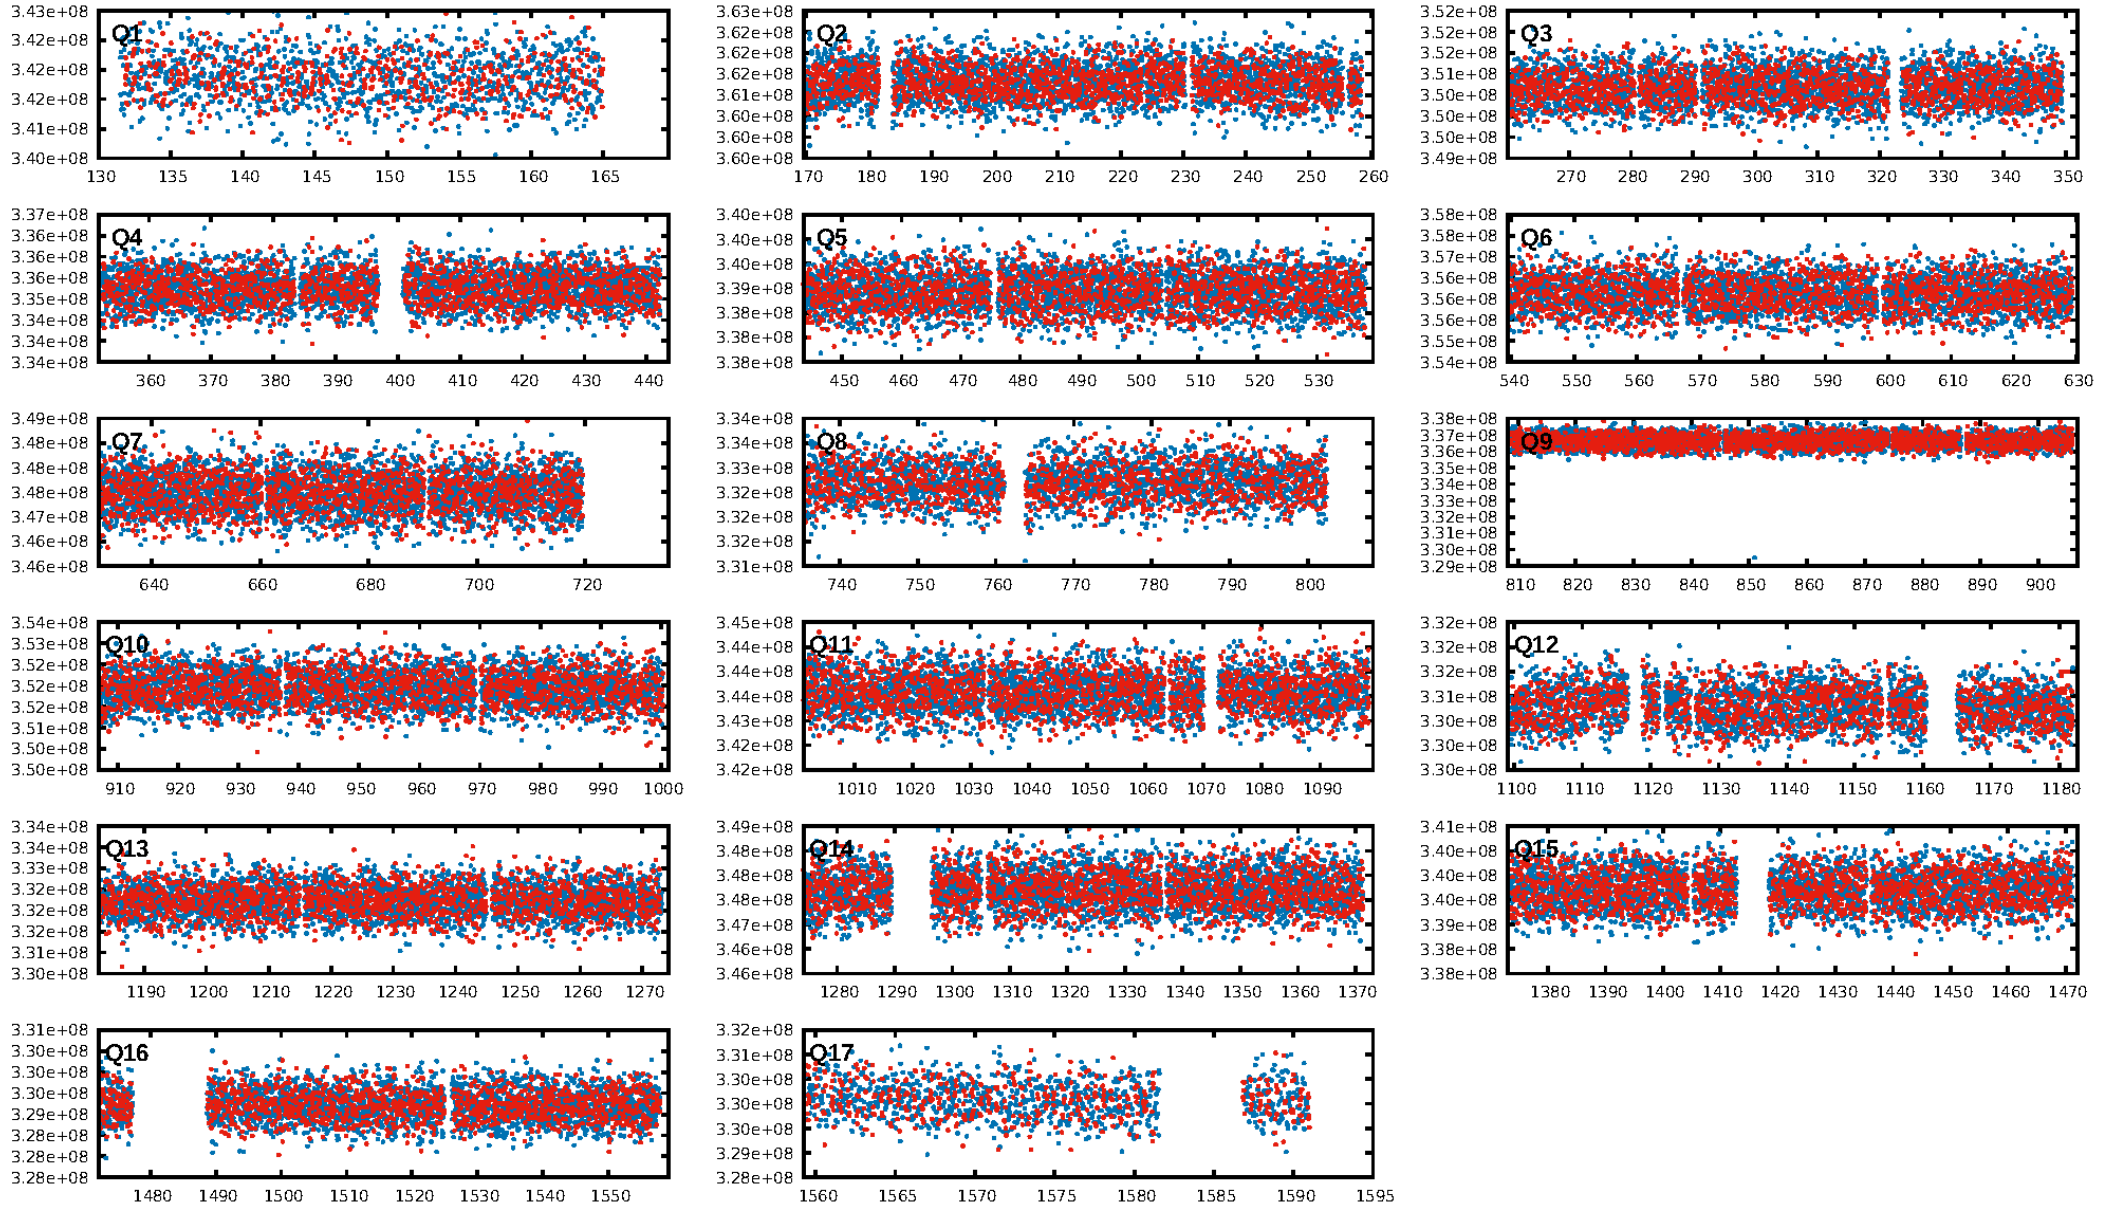 Q1
3.43e+08
3.42e+08
3.42e+08
3.42e+08
3.41e+08
3.40e+08
130 135 140 145 150 155 160 165
Q2
3.63e+08
3.62e+08
3.62e+08
3.62e+08
3.61e+08
3.60e+08
3.60e+08
3.60e+08
170 180 190 200 210 220 230 240 250 260
Q3
3.52e+08
3.52e+08
3.52e+08
3.51e+08
3.50e+08
3.50e+08
3.50e+08
3.49e+08
270 280 290 300 310 320 330 340 350
Q4
3.37e+08
3.36e+08
3.36e+08
3.36e+08
3.35e+08
3.34e+08
3.34e+08
3.34e+08
360 370 380 390 400 410 420 430 440
Q5
3.40e+08
3.40e+08
3.40e+08
3.39e+08
3.38e+08
3.38e+08
3.38e+08
450 460 470 480 490 500 510 520 530
Q6
3.58e+08
3.58e+08
3.57e+08
3.56e+08
3.56e+08
3.56e+08
3.55e+08
3.54e+08
540 550 560 570 580 590 600 610 620 630
Q7
3.49e+08
3.48e+08
3.48e+08
3.48e+08
3.47e+08
3.46e+08
3.46e+08
640 660 680 700 720
Q8
3.34e+08
3.34e+08
3.33e+08
3.32e+08
3.32e+08
3.32e+08
3.31e+08
740 750 760 770 780 790 800
Q9
3.38e+08
3.37e+08
3.36e+08
3.35e+08
3.34e+08
3.33e+08
3.32e+08
3.31e+08
3.30e+08
3.29e+08
810 820 830 840 850 860 870 880 890 900
Q10
3.54e+08
3.53e+08
3.52e+08
3.52e+08
3.52e+08
3.51e+08
3.50e+08
3.50e+08
910 920 930 940 950 960 970 980 990 1000
Q11
3.45e+08
3.44e+08
3.44e+08
3.44e+08
3.43e+08
3.42e+08
3.42e+08
1010 1020 1030 1040 1050 1060 1070 1080 1090
Q12
3.32e+08
3.32e+08
3.32e+08
3.31e+08
3.30e+08
3.30e+08
3.30e+08
1100 1110 1120 1130 1140 1150 1160 1170 1180
Q13
3.34e+08
3.34e+08
3.33e+08
3.32e+08
3.32e+08
3.32e+08
3.31e+08
3.30e+08
1190 1200 1210 1220 1230 1240 1250 1260 1270
Q14
3.49e+08
3.48e+08
3.48e+08
3.48e+08
3.47e+08
3.46e+08
3.46e+08
1280 1290 1300 1310 1320 1330 1340 1350 1360 1370
Q15
3.41e+08
3.40e+08
3.40e+08
3.40e+08
3.39e+08
3.38e+08
3.38e+08
1380 1390 1400 1410 1420 1430 1440 1450 1460 1470
Q16
3.31e+08
3.30e+08
3.30e+08
3.30e+08
3.29e+08
3.28e+08
3.28e+08
3.28e+08
1480 1490 1500 1510 1520 1530 1540 1550
Q17
3.32e+08
3.31e+08
3.30e+08
3.30e+08
3.30e+08
3.29e+08
3.28e+08
1560 1565 1570 1575 1580 1585 1590 1595